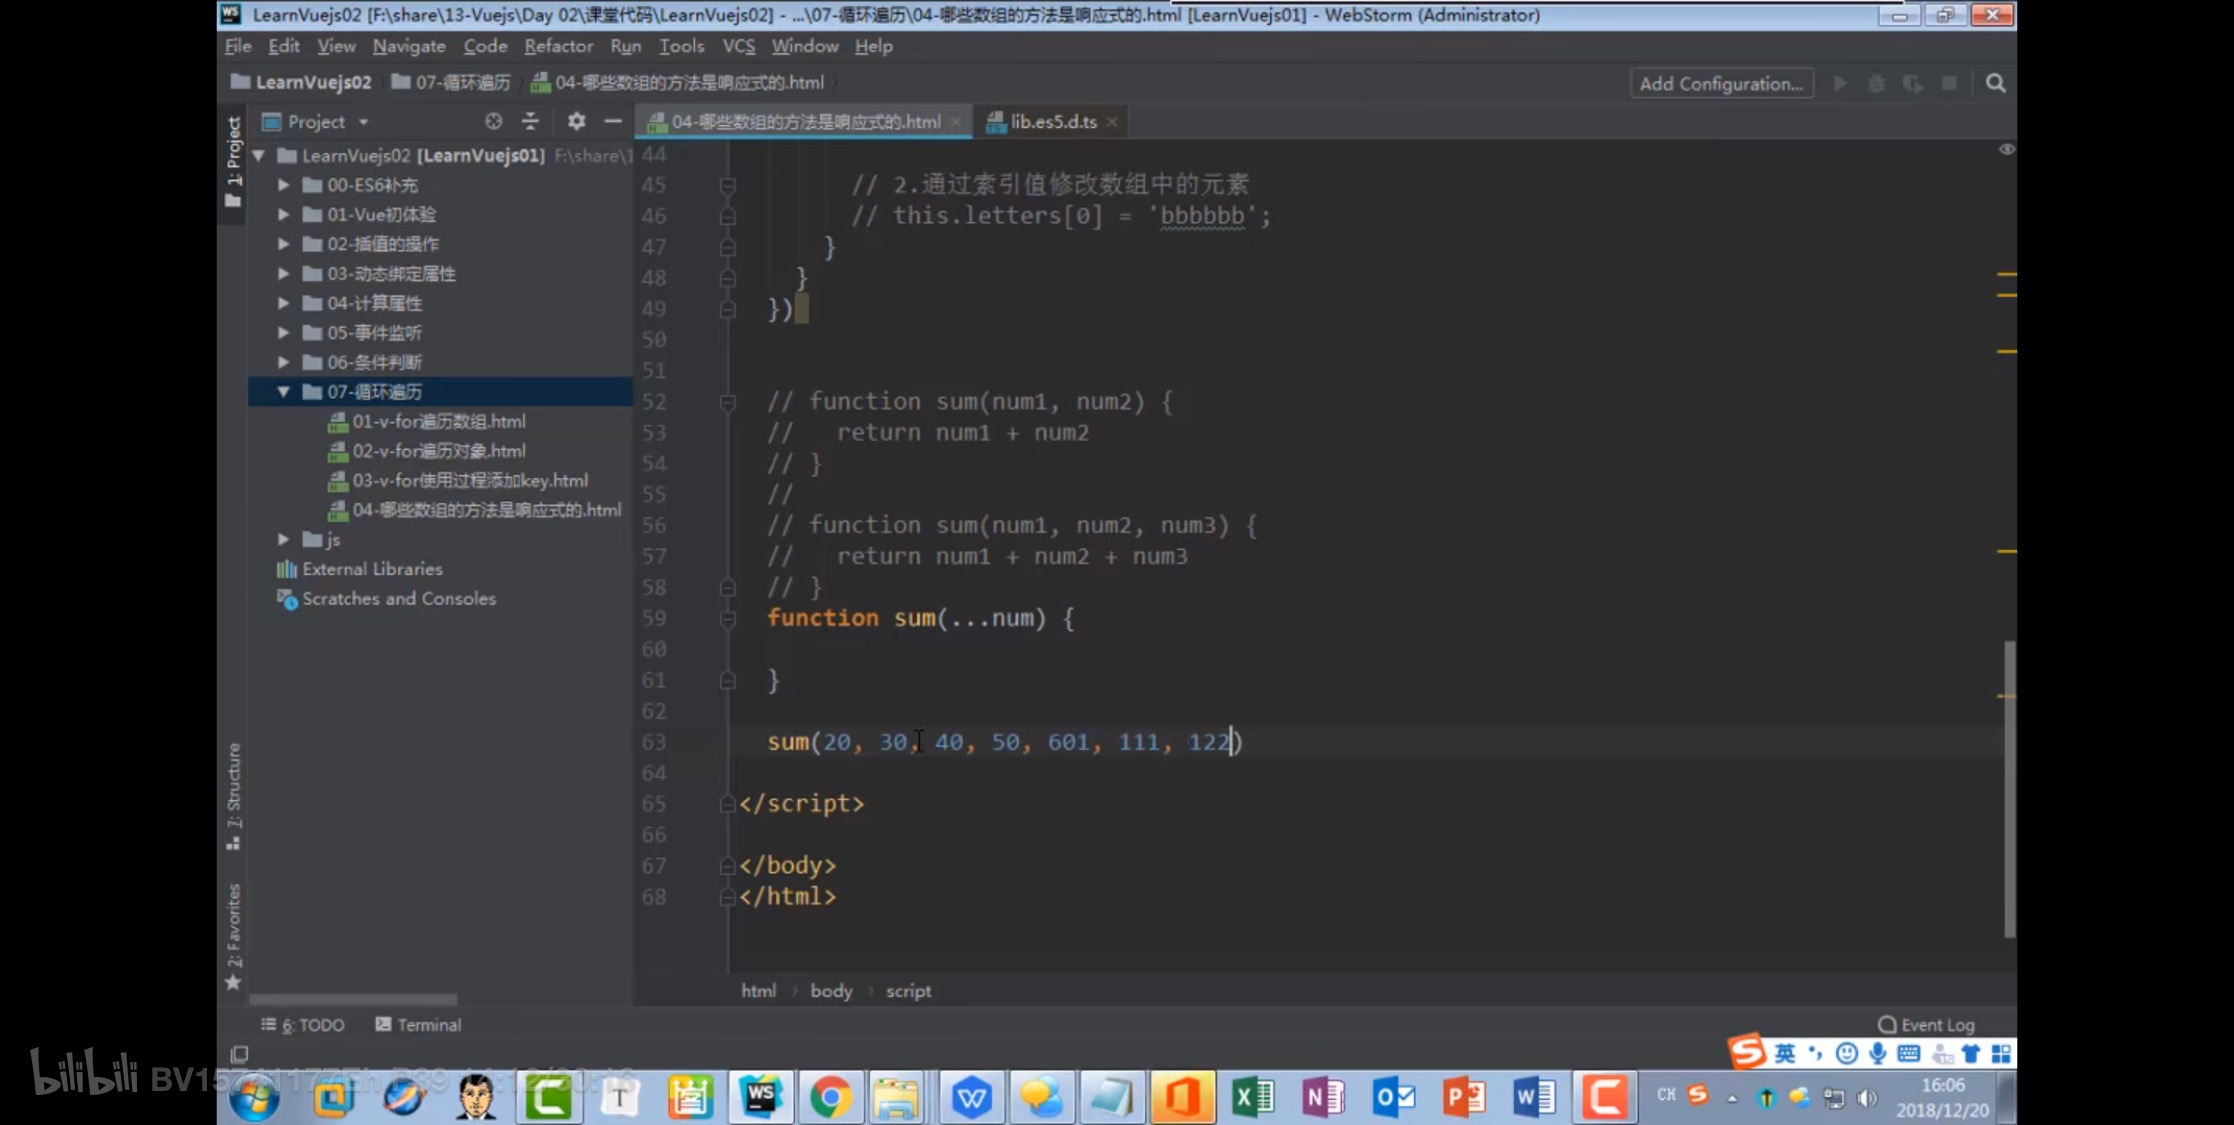 LearnVuejs02 [F:\share\13-Vuejs\Day 02\课堂代码\LearnVuejs02] - ...\07-循环遍历\04-哪些数组的方法是响应式的.html [LearnVuejs01] - WebStorm (Administrator)
File Edit View Navigate Code Refactor Run Tools VCS Window Help
LearnVuejs02 07-循环遍历 04-哪些数组的方法是响应式的.html Add Configuration...
1: Project
Project
04-哪些数组的方法是响应式的.html
lib.es5.d.ts
LearnVuejs02 [LearnVuejs01] F:\share\1
00-ES6补充
01-Vue初体验
02-插值的操作
03-动态绑定属性
04-计算属性
05-事件监听
06-条件判断
07-循环遍历
01-v-for遍历数组.html
02-v-for遍历对象.html
03-v-for使用过程添加key.html
04-哪些数组的方法是响应式的.html
js
External Libraries
Scratches and Consoles
7: Structure
2: Favorites
44
45 // 2.通过索引值修改数组中的元素
46 // this.letters[0] = 'bbbbbb';
47 }
48 }
49 })
50
51
52 // function sum(num1, num2) {
53 //   return num1 + num2
54 // }
55 //
56 // function sum(num1, num2, num3) {
57 //   return num1 + num2 + num3
58 // }
59 function sum(...num) {
60
61 }
62
63 sum(20, 30, 40, 50, 601, 111, 122)
64
65 </script>
66
67 </body>
68 </html>
html body script
6: TODO Terminal Event Log
英
bilibili
CH
16:06
2018/12/20